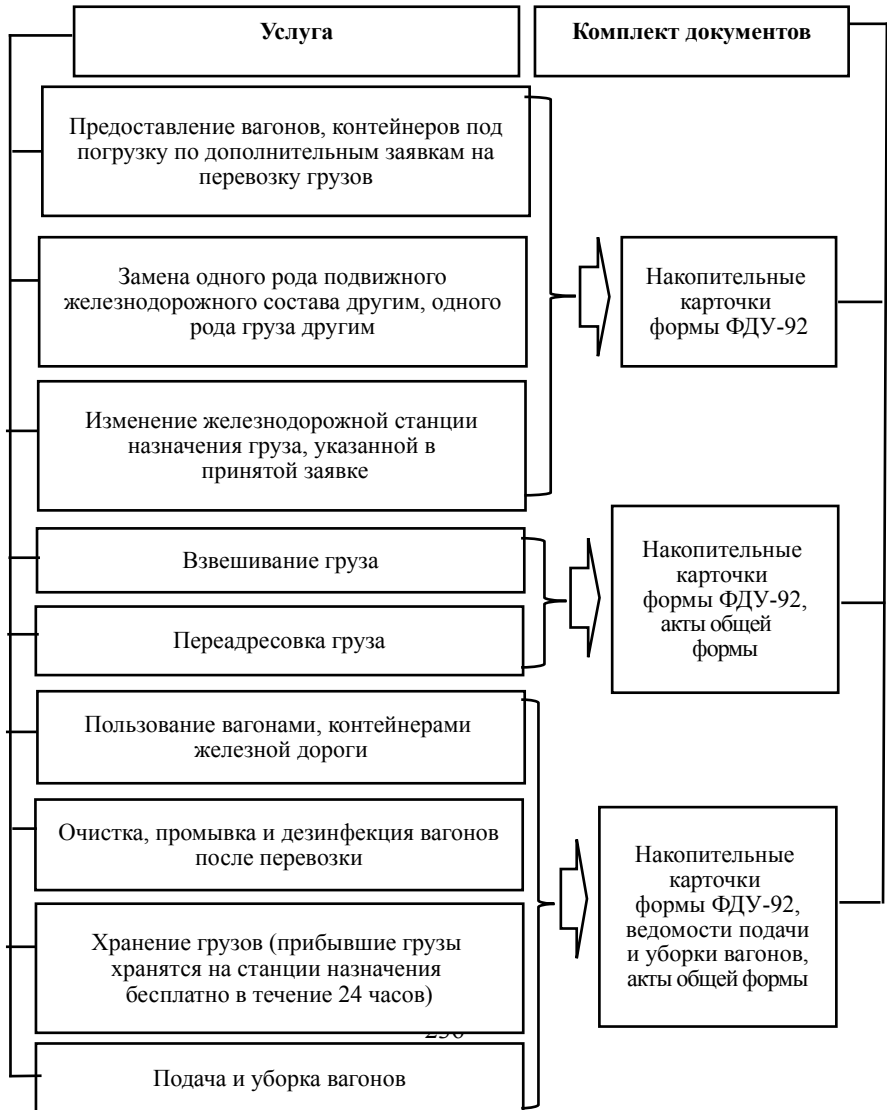 Услуга
Комплект документов
Предоставление вагонов, контейнеров под
погрузку по дополнительным заявкам на
перевозку грузов
Замена одного рода подвижного
железнодорожного состава другим, одного
рода груза другим
Изменение железнодорожной станции
назначения груза, указанной в
принятой заявке
Накопительные
карточки
формы ФДУ-92
Взвешивание груза
Переадресовка груза
Накопительные
карточки
формы ФДУ-92,
акты общей
формы
Пользование вагонами, контейнерами
железной дороги
Очистка, промывка и дезинфекция вагонов
после перевозки
Хранение грузов (прибывшие грузы
хранятся на станции назначения
бесплатно в течение 24 часов)
Подача и уборка вагонов
Накопительные
карточки
формы ФДУ-92,
ведомости подачи
и уборки вагонов,
акты общей формы